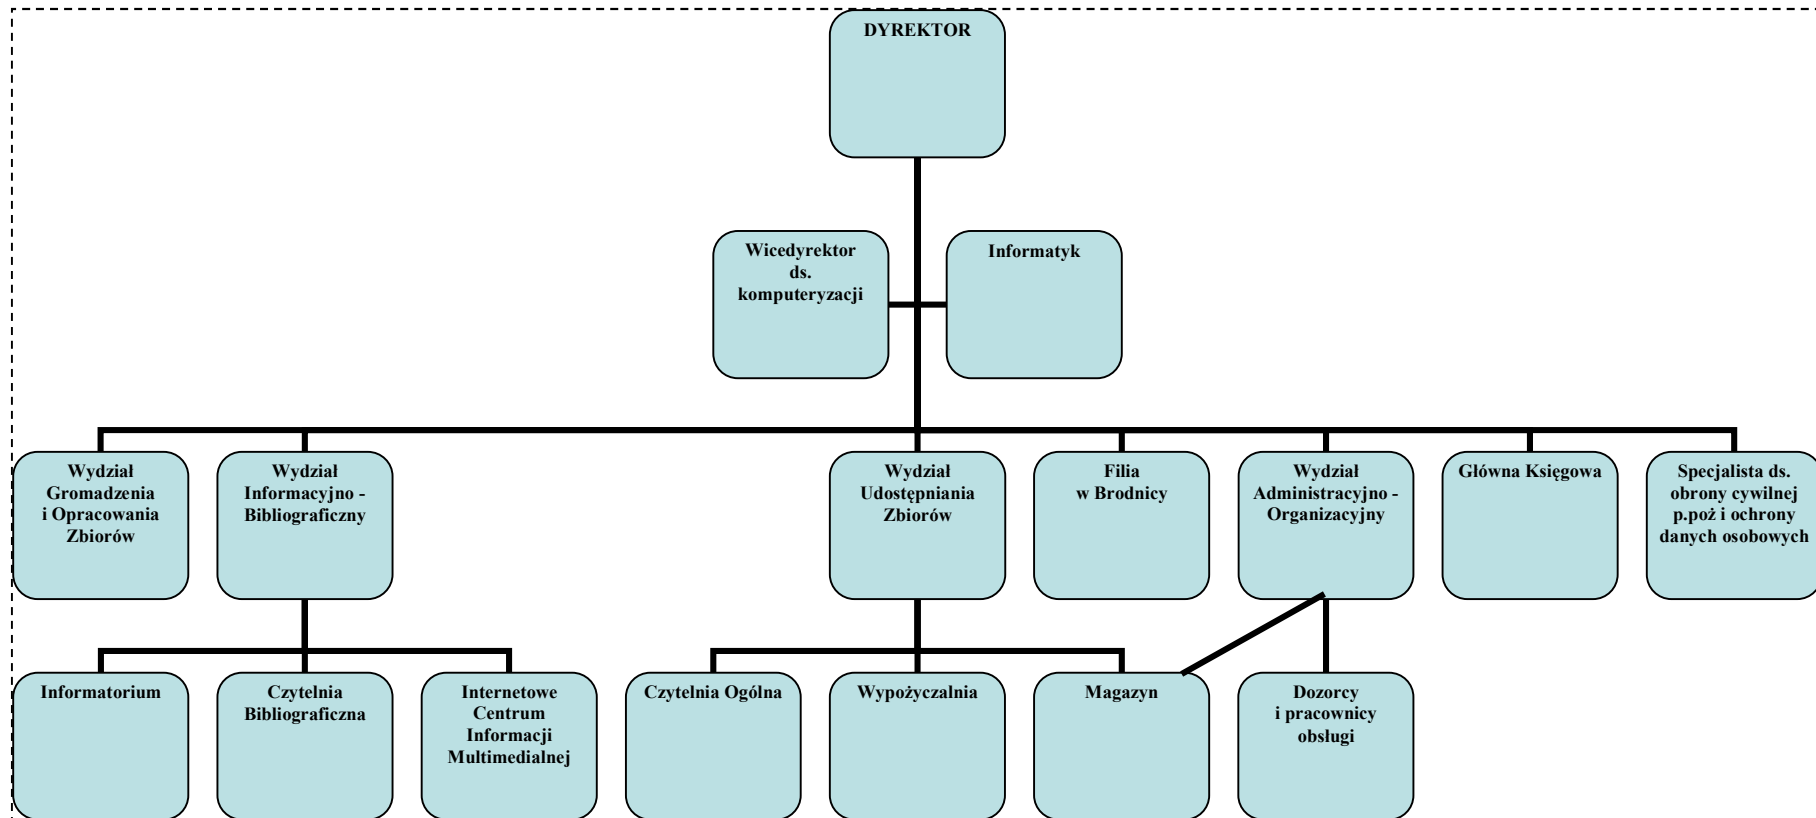 DYREKTOR
Wicedyrektor
ds.
komputeryzacji
Informatyk
Wydział
Gromadzenia
i Opracowania
Zbiorów
Wydział
Informacyjno -
Bibliograficzny
Wydział
Udostępniania
Zbiorów
Filia
w Brodnicy
Wydział
Administracyjno -
Organizacyjny
Główna Księgowa
Specjalista ds.
obrony cywilnej
p.poż i ochrony
danych osobowych
Informatorium
Czytelnia
Bibliograficzna
Internetowe
Centrum
Informacji
Multimedialnej
Czytelnia Ogólna
Wypożyczalnia
Magazyn
Dozorcy
i pracownicy
obsługi